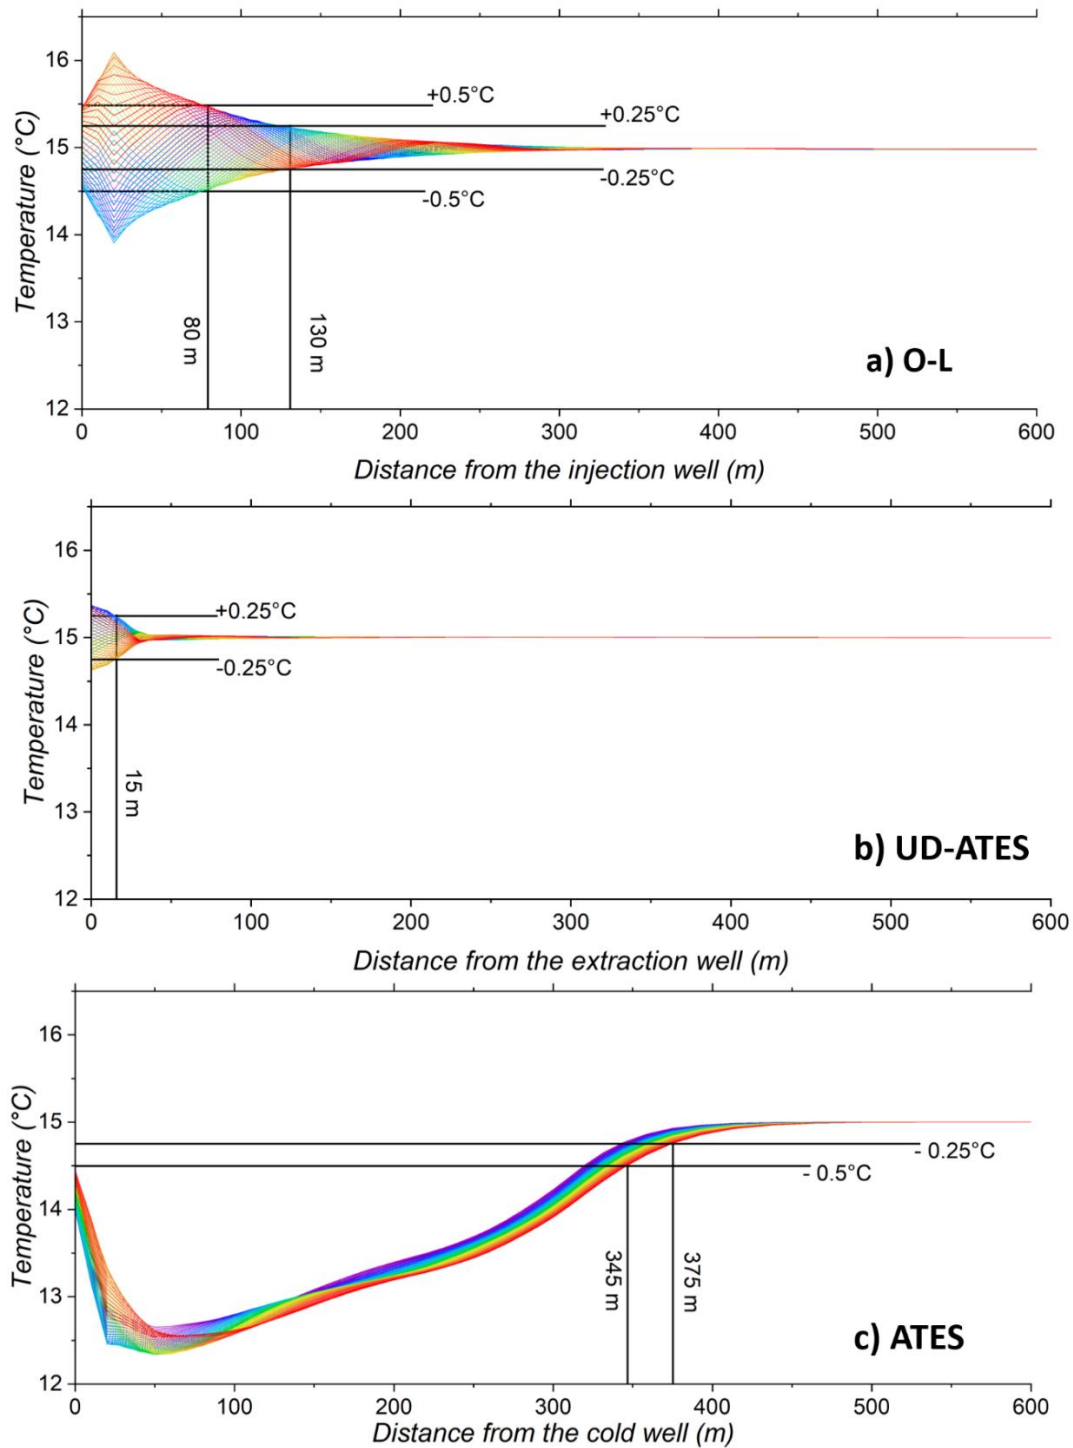 16
15
14
13
12
Temperature (°C)
+0.5°C
+0.25°C
-0.25°C
-0.5°C
80 m
130 m
a) O-L
0 100 200 300 400 500 600
Distance from the injection well (m)
16
15
14
13
12
Temperature (°C)
+0.25°C
-0.25°C
15 m
b) UD-ATES
0 100 200 300 400 500 600
Distance from the extraction well (m)
16
15
14
13
12
Temperature (°C)
- 0.25°C
- 0.5°C
345 m
375 m
c) ATES
0 100 200 300 400 500 600
Distance from the cold well (m)